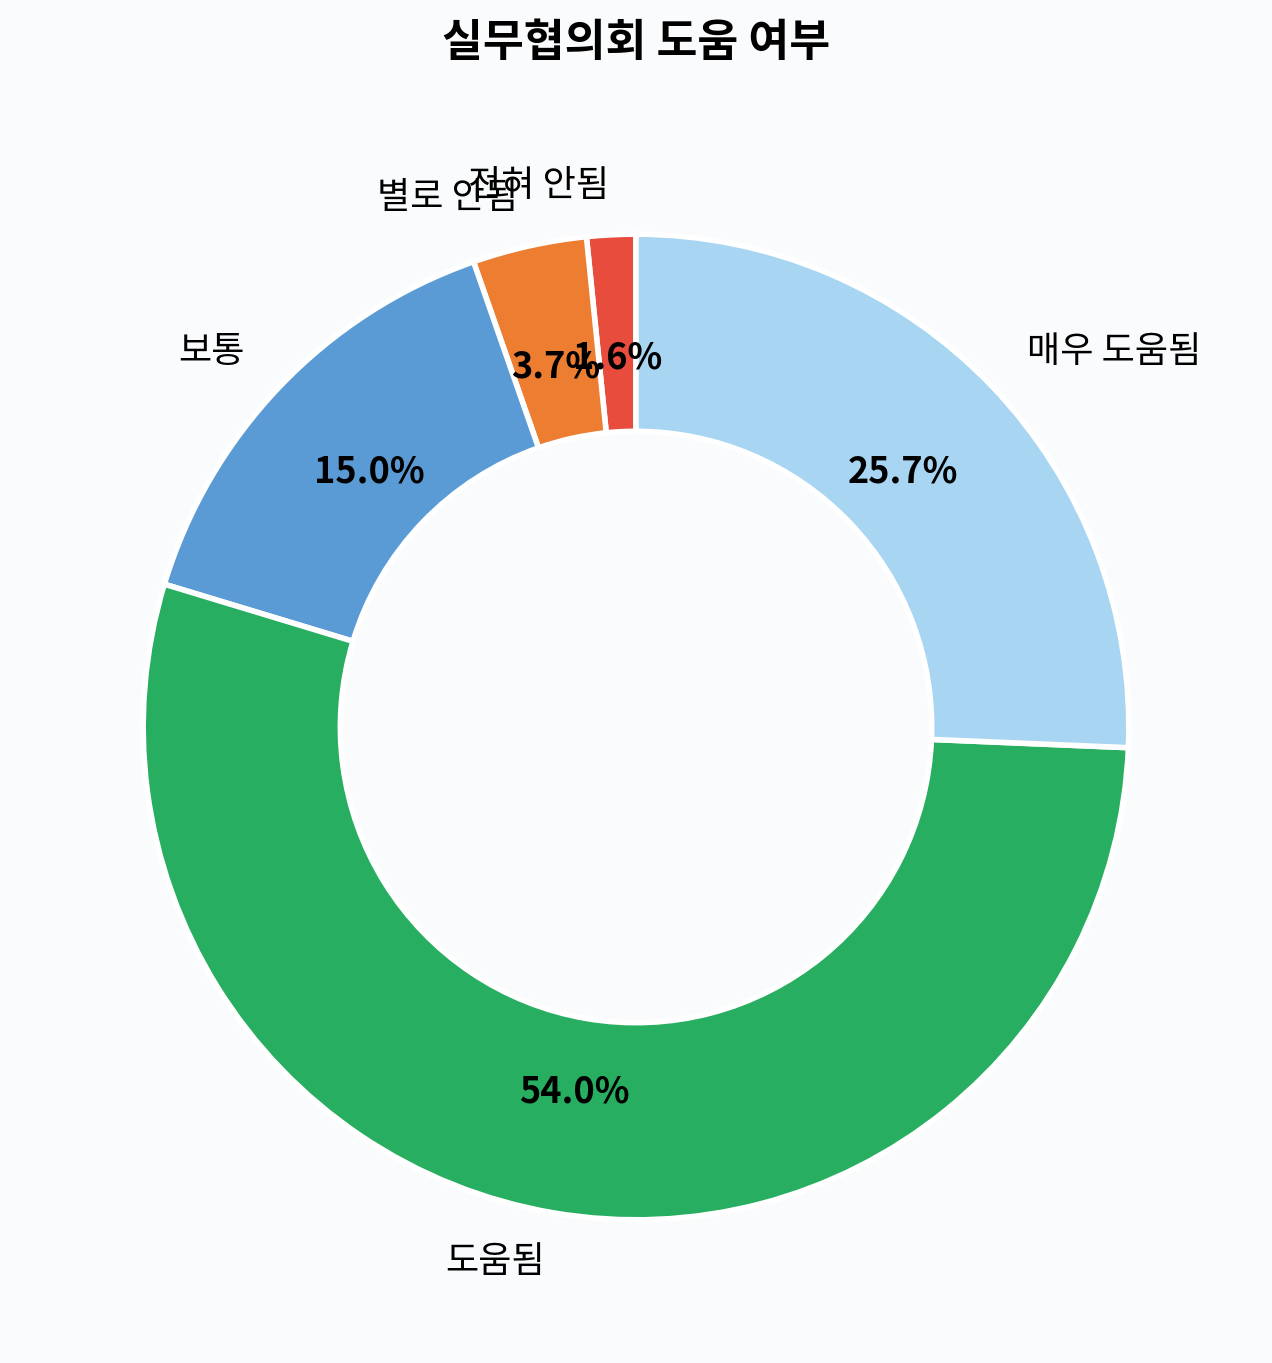 실무협의회 도움 여부
전혀 안됨
별로 안됨
보통
매우 도움됨
3.7%
1.6%
15.0%
25.7%
54.0%
도움됨